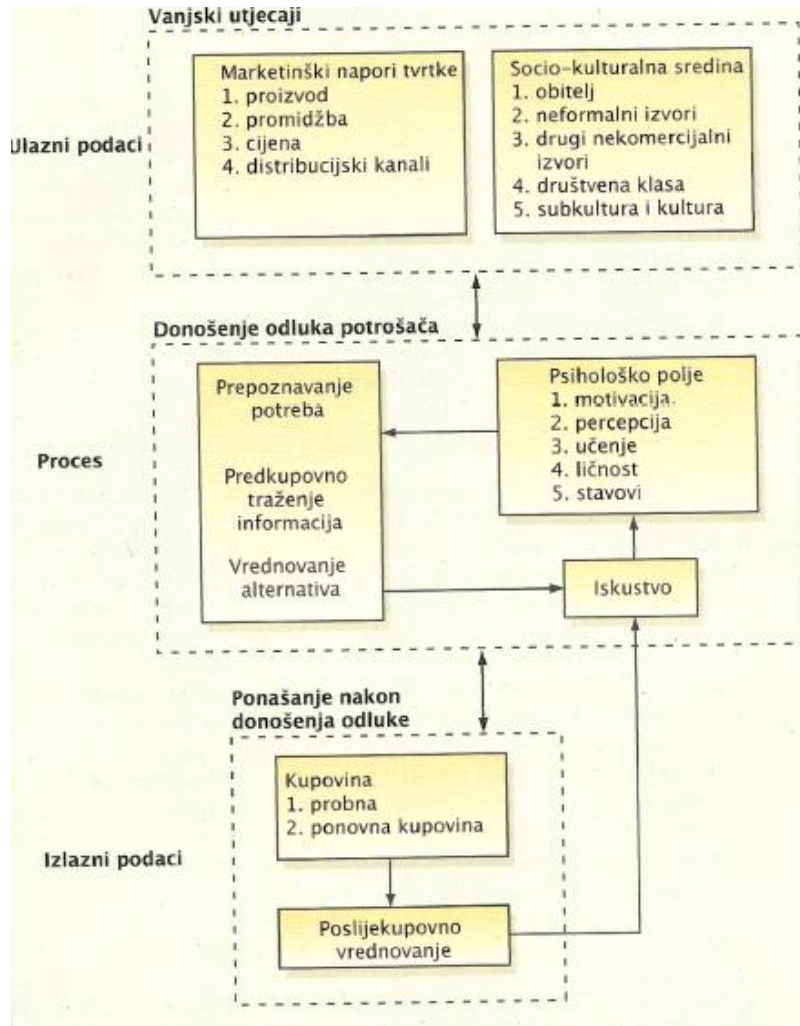 Vanjski utjecaji
Marketinški napori tvrtke
1. proizvod
2. promidžba
3. cijena
4. distribucijski kanali
Socio-kulturalna sredina
1. obitelj
2. neformalni izvori
3. drugi nekomercijalni
izvori
4. društvena klasa
5. subkultura i kultura
Ulazni podaci
Donošenje odluka potrošača
Prepoznavanje
potreba
Predkupovno
traženje
informacija
Vrednovanje
alternativa
Psihološko polje
1. motivacija.
2. percepcija
3. učenje
4. ličnost
5. stavovi
Proces
Iskustvo
Ponašanje nakon
donošenja odluke
Kupovina
1. probna
2. ponovna kupovina
Izlazni podaci
Poslijekupovno
vrednovanje